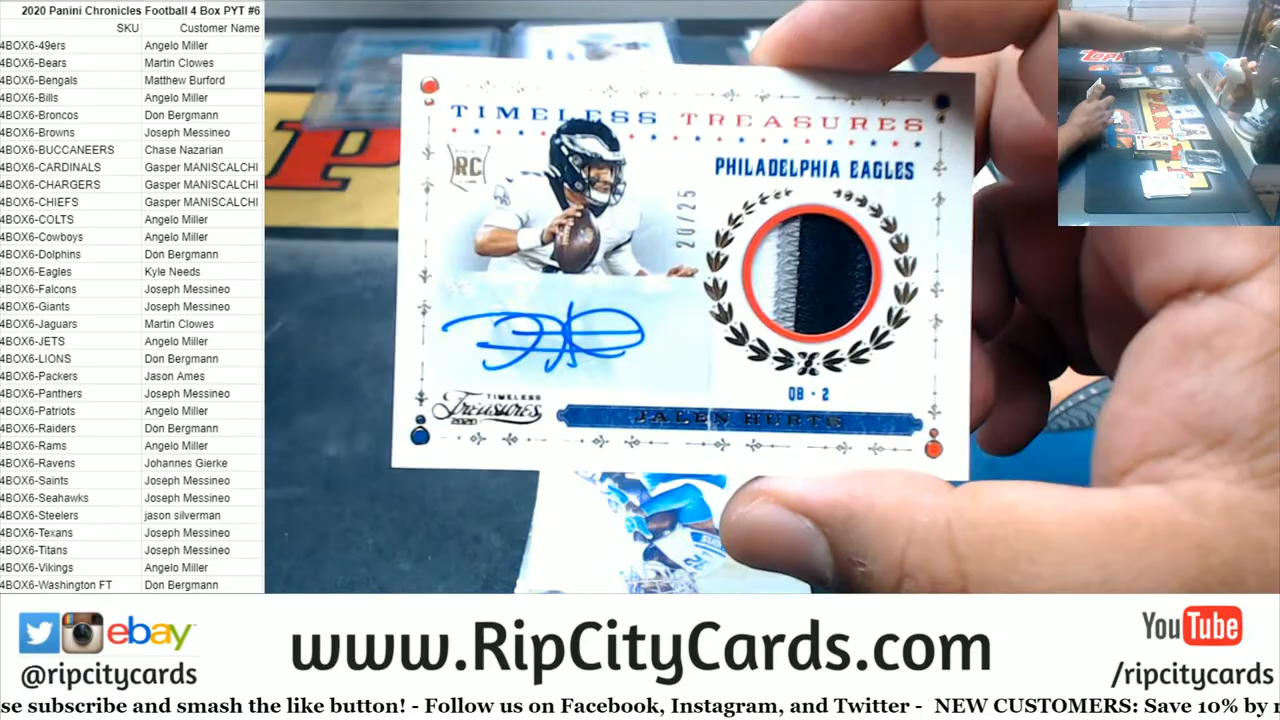 2020 Panini Chronicles Football 4 Box PYT #6
SKU Customer Name
4BOX6-49ers Angelo Miller
4BOX6-Bears Martin Clowes
4BOX6-Bengals Matthew Burford
4BOX6-Bills Angelo Miller
4BOX6-Broncos Don Bergmann
4BOX6-Browns Joseph Messineo
4BOX6-BUCCANEERS Chase Nazarian
4BOX6-CARDINALS Gasper MANISCALCHI
4BOX6-CHARGERS Gasper MANISCALCHI
4BOX6-CHIEFS Gasper MANISCALCHI
4BOX6-COLTS Angelo Miller
4BOX6-Cowboys Angelo Miller
4BOX6-Dolphins Don Bergmann
4BOX6-Eagles Kyle Needs
4BOX6-Falcons Joseph Messineo
4BOX6-Giants Joseph Messineo
4BOX6-Jaguars Martin Clowes
4BOX6-JETS Angelo Miller
4BOX6-LIONS Don Bergmann
4BOX6-Packers Jason Ames
4BOX6-Panthers Joseph Messineo
4BOX6-Patriots Angelo Miller
4BOX6-Raiders Don Bergmann
4BOX6-Rams Angelo Miller
4BOX6-Ravens Johannes Gierke
4BOX6-Saints Joseph Messineo
4BOX6-Seahawks Joseph Messineo
4BOX6-Steelers jason silverman
4BOX6-Texans Joseph Messineo
4BOX6-Titans Joseph Messineo
4BOX6-Vikings Angelo Miller
4BOX6-Washington FT Don Bergmann
TIMELESS TREASURES
RC
PHILADELPHIA EAGLES
20/25
QB · 2
TIMELESS
Treasures
JALEN HURTS
TOPPS
ebay
@ripcitycards
www.RipCityCards.com
YouTube
/ripcitycards
se subscribe and smash the like button! - Follow us on Facebook, Instagram, and Twitter - NEW CUSTOMERS: Save 10% by